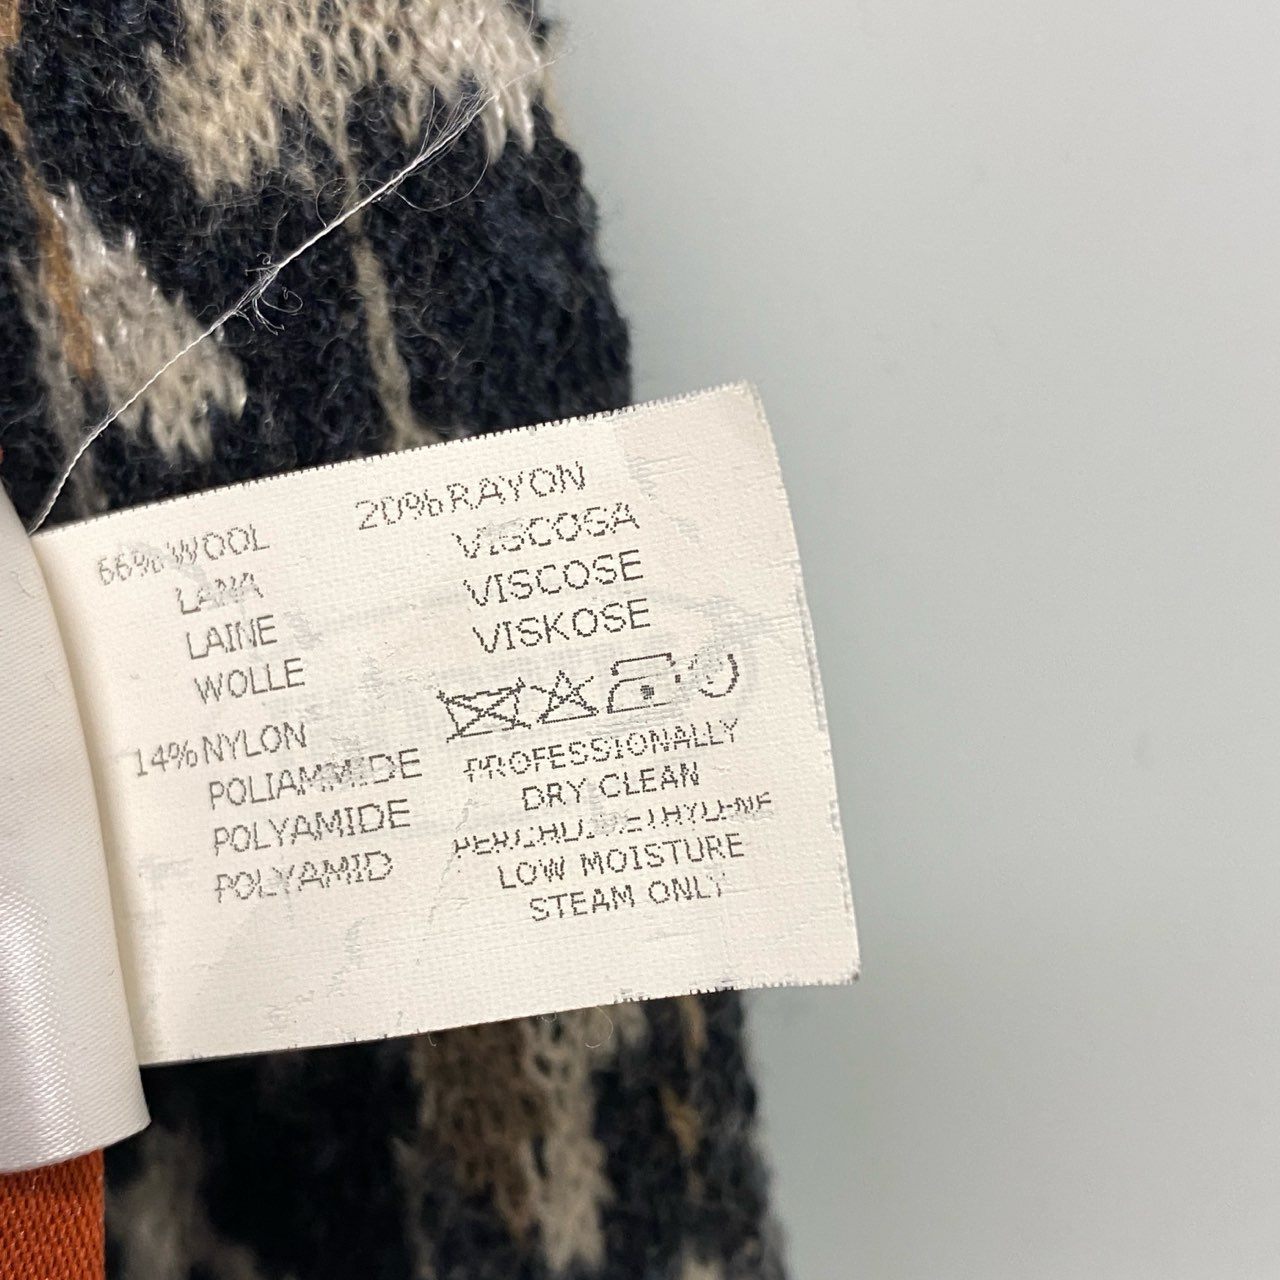 66% WOOL
LANA
LAINE
WOLLE
14% NYLON
POLIAMMIDE
POLYAMIDE
POLYAMID
20% RAYON
VISCOSA
VISCOSE
VISKOSE
PROFESSIONALLY
DRY CLEAN
LOW MOISTURE
STEAM ONLY